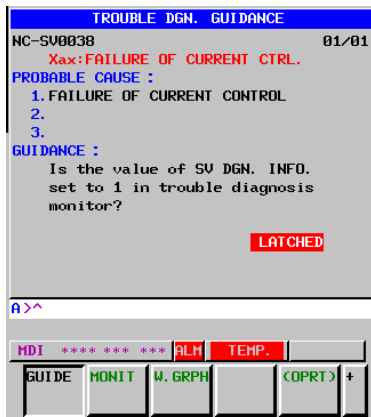 TROUBLE DGN. GUIDANCE
NC-SV0038 01/01
Xax:FAILURE OF CURRENT CTRL.
PROBABLE CAUSE :
1.FAILURE OF CURRENT CONTROL
2.
3.
GUIDANCE :
Is the value of SV DGN. INFO.
set to 1 in trouble diagnosis
monitor?
LATCHED
A>^
MDI **** *** *** ALM TEMP.
GUIDE MONIT W.GRPH (OPRT) +